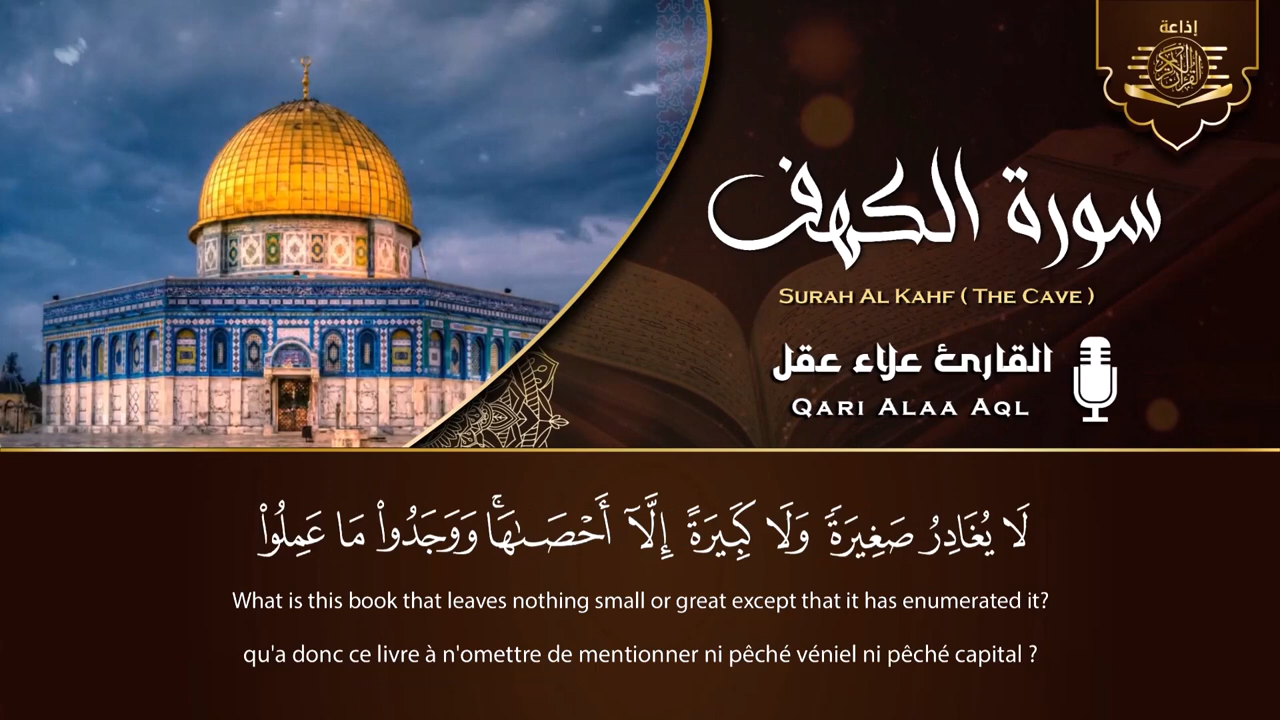 إذاعة
القرآن الكريم
سورة الكهف
SURAH AL KAHF ( THE CAVE )
القارئ علاء عقل
QARI ALAA AQL
لَا يُغَادِرُ صَغِيرَةً وَلَا كَبِيرَةً إِلَّآ أَحْصَىٰهَا ۚ وَوَجَدُوا۟ مَا عَمِلُوا۟
What is this book that leaves nothing small or great except that it has enumerated it?
qu'a donc ce livre à n'omettre de mentionner ni pêché véniel ni pêché capital ?